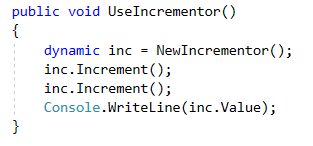 public void UseIncrementor()
{
    dynamic inc = NewIncrementor();
    inc.Increment();
    inc.Increment();
    Console.WriteLine(inc.Value);
}